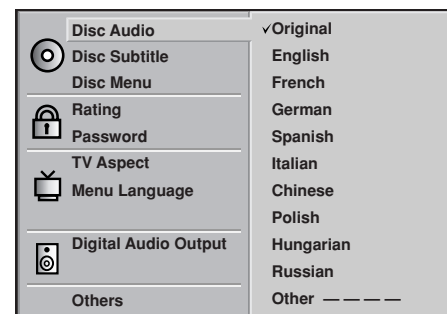 Disc Audio
Disc Subtitle
Disc Menu
Rating
Password
TV Aspect
Menu Language
Digital Audio Output
Others
✓Original
English
French
German
Spanish
Italian
Chinese
Polish
Hungarian
Russian
Other — — — —